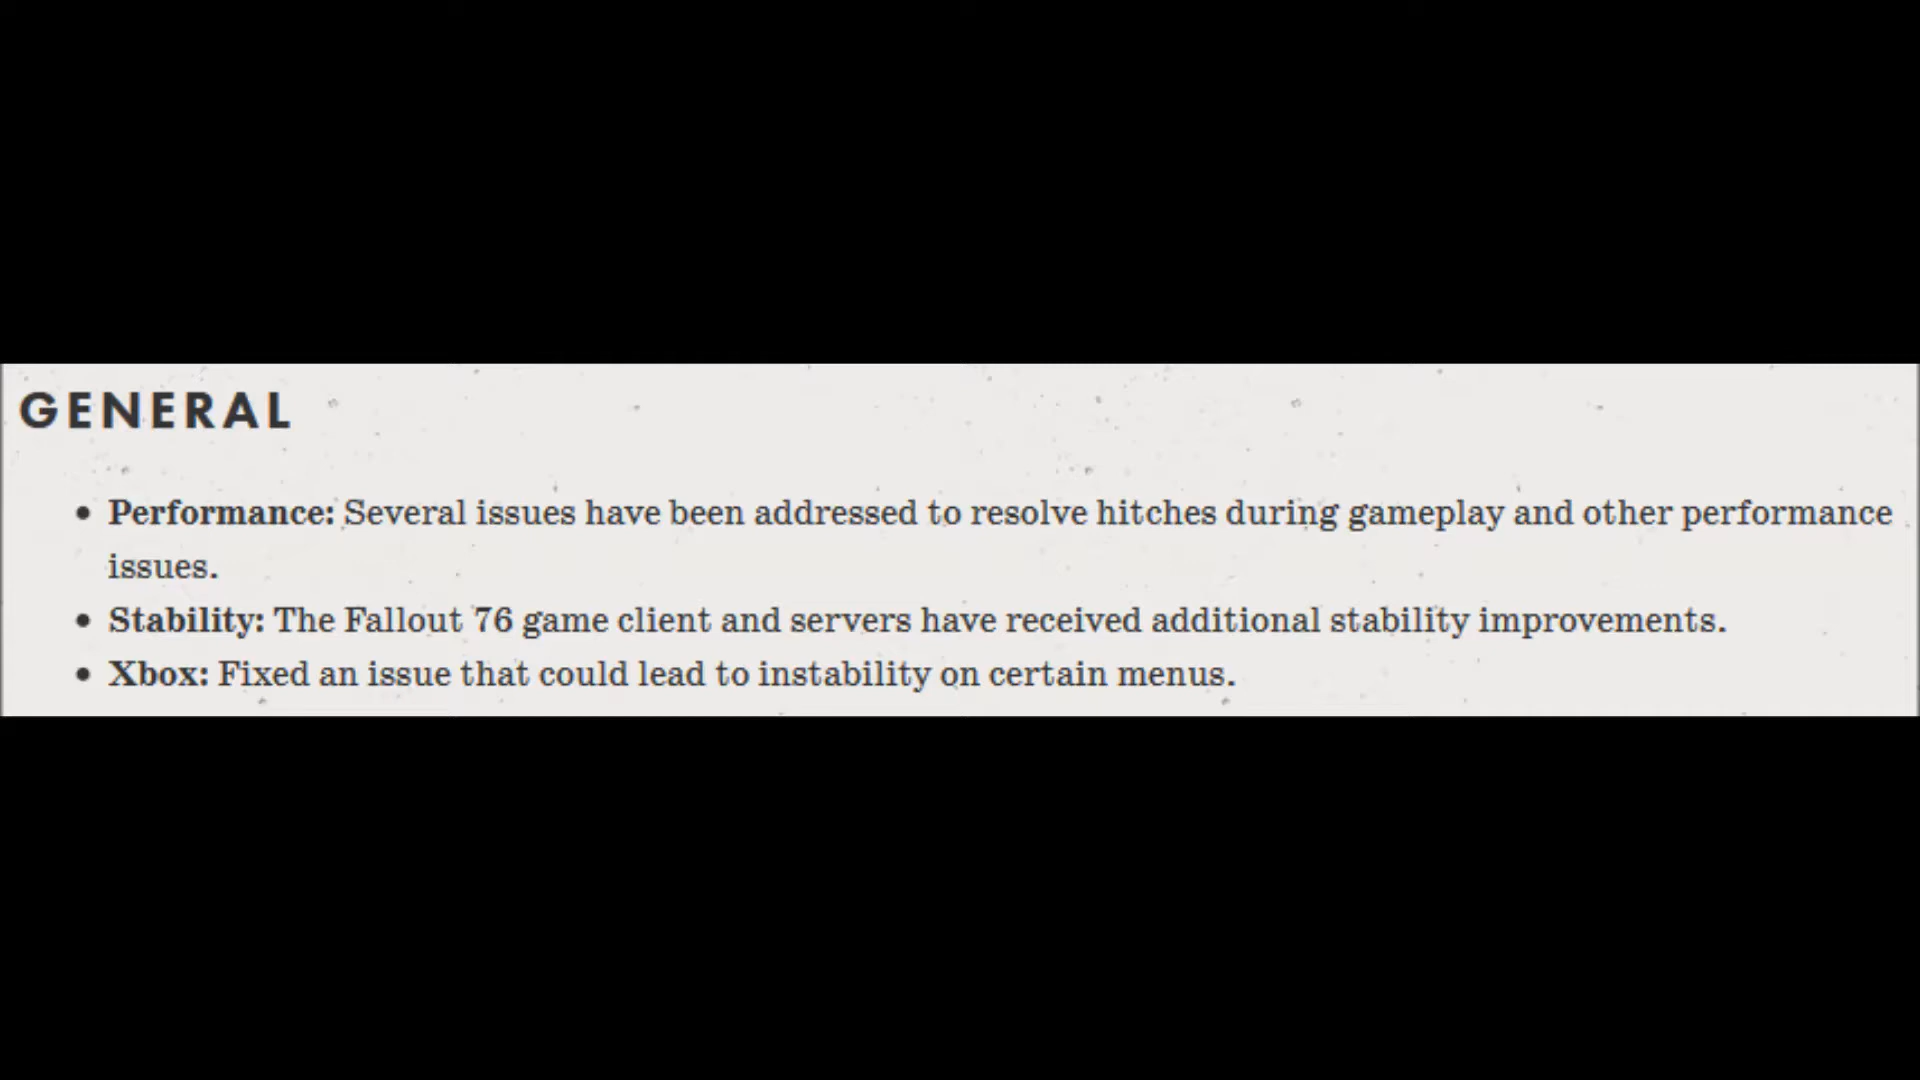 GENERAL
• Performance: Several issues have been addressed to resolve hitches during gameplay and other performance
issues.
• Stability: The Fallout 76 game client and servers have received additional stability improvements.
• Xbox: Fixed an issue that could lead to instability on certain menus.